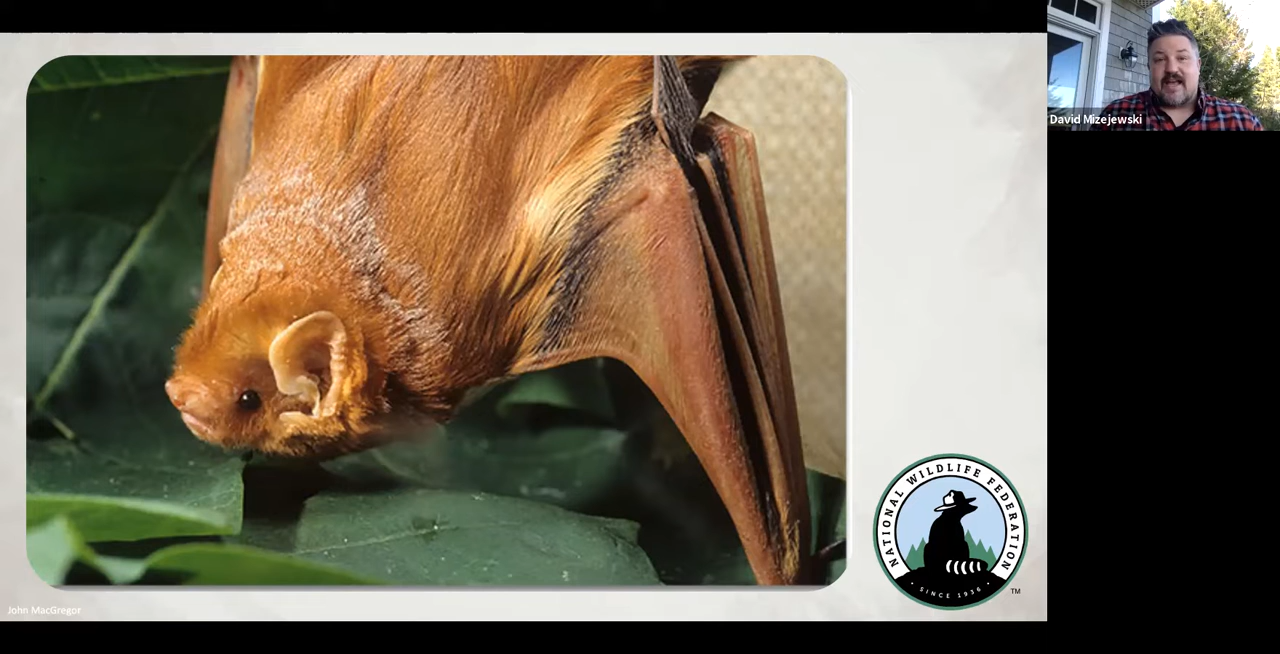 David Mizejewski
NATIONAL WILDLIFE FEDERATION
• SINCE 1936 •
TM
John MacGregor